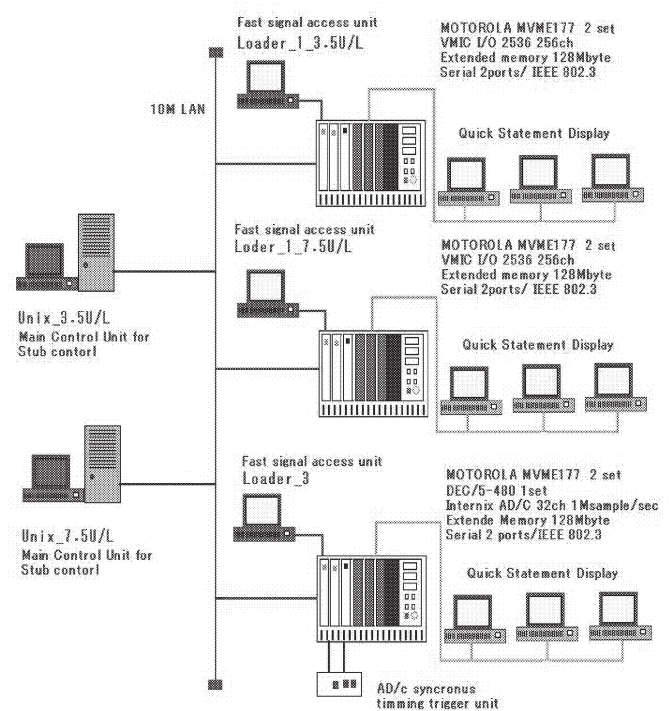 Fast signal access unit
Loader_1_3.5U/L
MOTOROLA MVME177 2 set
VMIC I/O 2536 256ch
Extended memory 128Mbyte
Serial 2ports/ IEEE 802.3
10M LAN
Quick Statement Display
Fast signal access unit
Loder_1_7.5U/L
MOTOROLA MVME177 2 set
VMIC I/O 2536 256ch
Extended memory 128Mbyte
Serial 2ports/ IEEE 802.3
Unix_3.5U/L
Main Control Unit for
Stub contorl
Quick Statement Display
Fast signal access unit
Loader_3
MOTOROLA MVME177 2 set
DEC/5-480 1set
Internix AD/C 32ch 1Msample/sec
Extende Memory 128Mbyte
Serial 2 ports/IEEE 802.3
Unix_7.5U/L
Main Control Unit for
Stub contorl
Quick Statement Display
AD/c syncronus
timming trigger unit